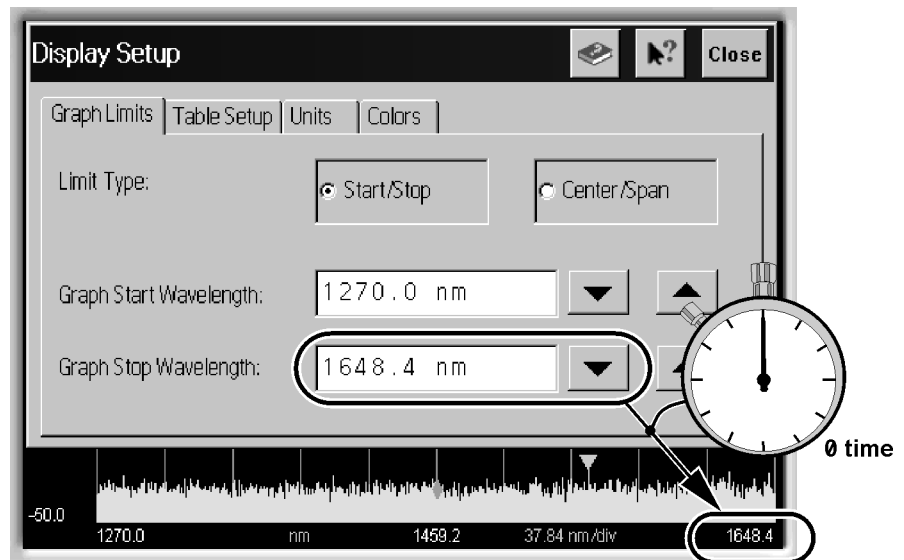 Display Setup
?
Close
Graph Limits Table Setup Units Colors
Limit Type: Start/Stop Center/Span
Graph Start Wavelength: 1270.0 nm
Graph Stop Wavelength: 1648.4 nm
0 time
-50.0
1270.0 nm 1459.2 37.84 nm/div 1648.4